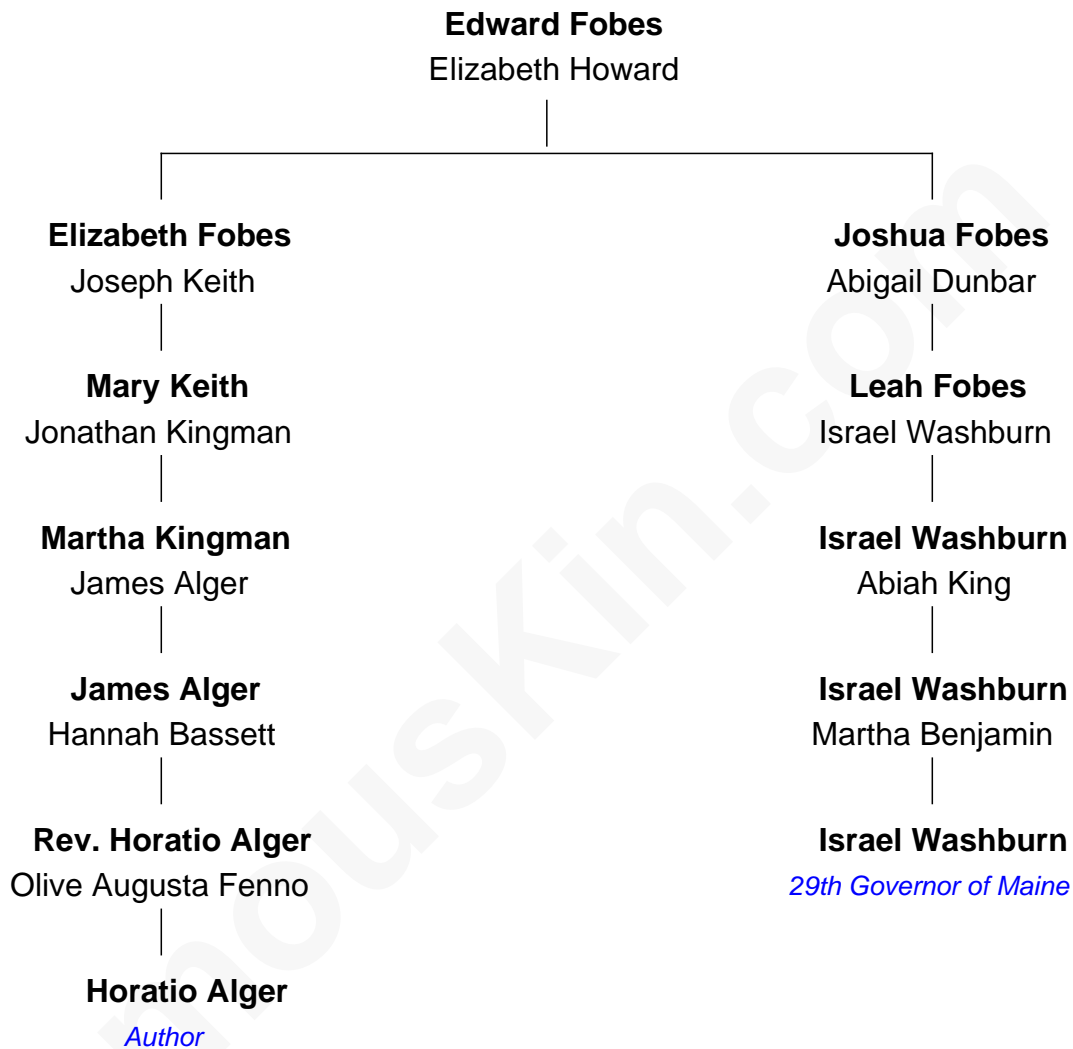 Edward Fobes
Elizabeth Howard
Elizabeth Fobes
Joseph Keith
Joshua Fobes
Abigail Dunbar
Mary Keith
Jonathan Kingman
Leah Fobes
Israel Washburn
Martha Kingman
James Alger
Israel Washburn
Abiah King
James Alger
Hannah Bassett
Israel Washburn
Martha Benjamin
Rev. Horatio Alger
Olive Augusta Fenno
Israel Washburn
29th Governor of Maine
Horatio Alger
Author
mouskin.com